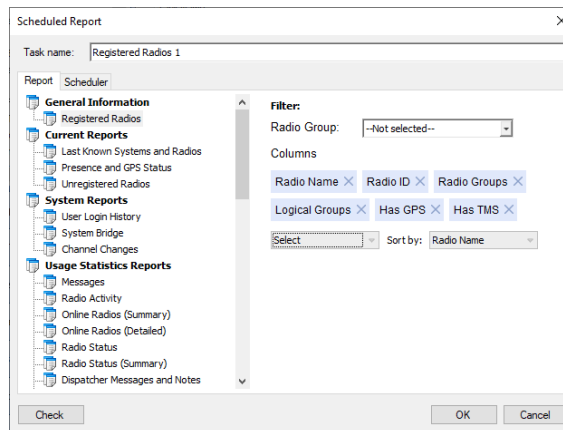 Scheduled Report
Task name: Registered Radios 1
Report Scheduler
General Information
Registered Radios
Current Reports
Last Known Systems and Radios
Presence and GPS Status
Unregistered Radios
System Reports
User Login History
System Bridge
Channel Changes
Usage Statistics Reports
Messages
Radio Activity
Online Radios (Summary)
Online Radios (Detailed)
Radio Status
Radio Status (Summary)
Dispatcher Messages and Notes
Filter:
Radio Group: --Not selected--
Columns
Radio Name Radio ID Radio Groups
Logical Groups Has GPS Has TMS
Select Sort by: Radio Name
Check OK Cancel